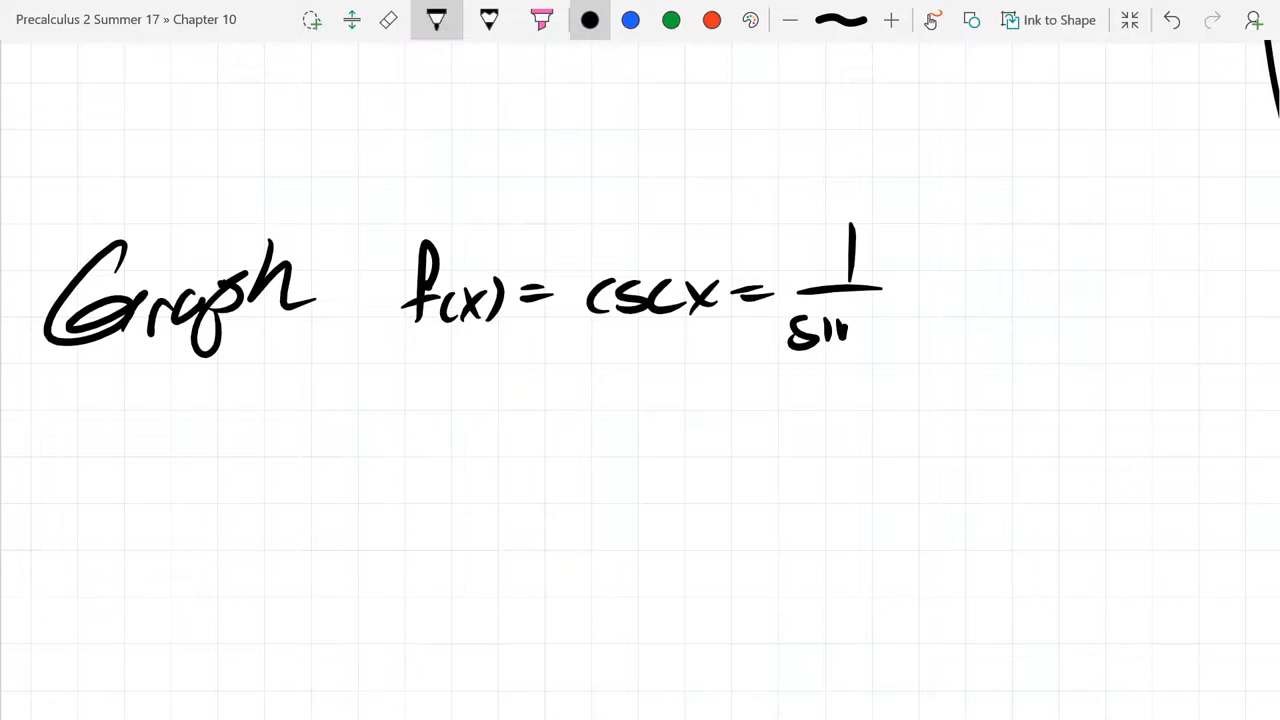 Precalculus 2 Summer 17 » Chapter 10
Ink to Shape
Graph f(x) = cscx = 1/sin